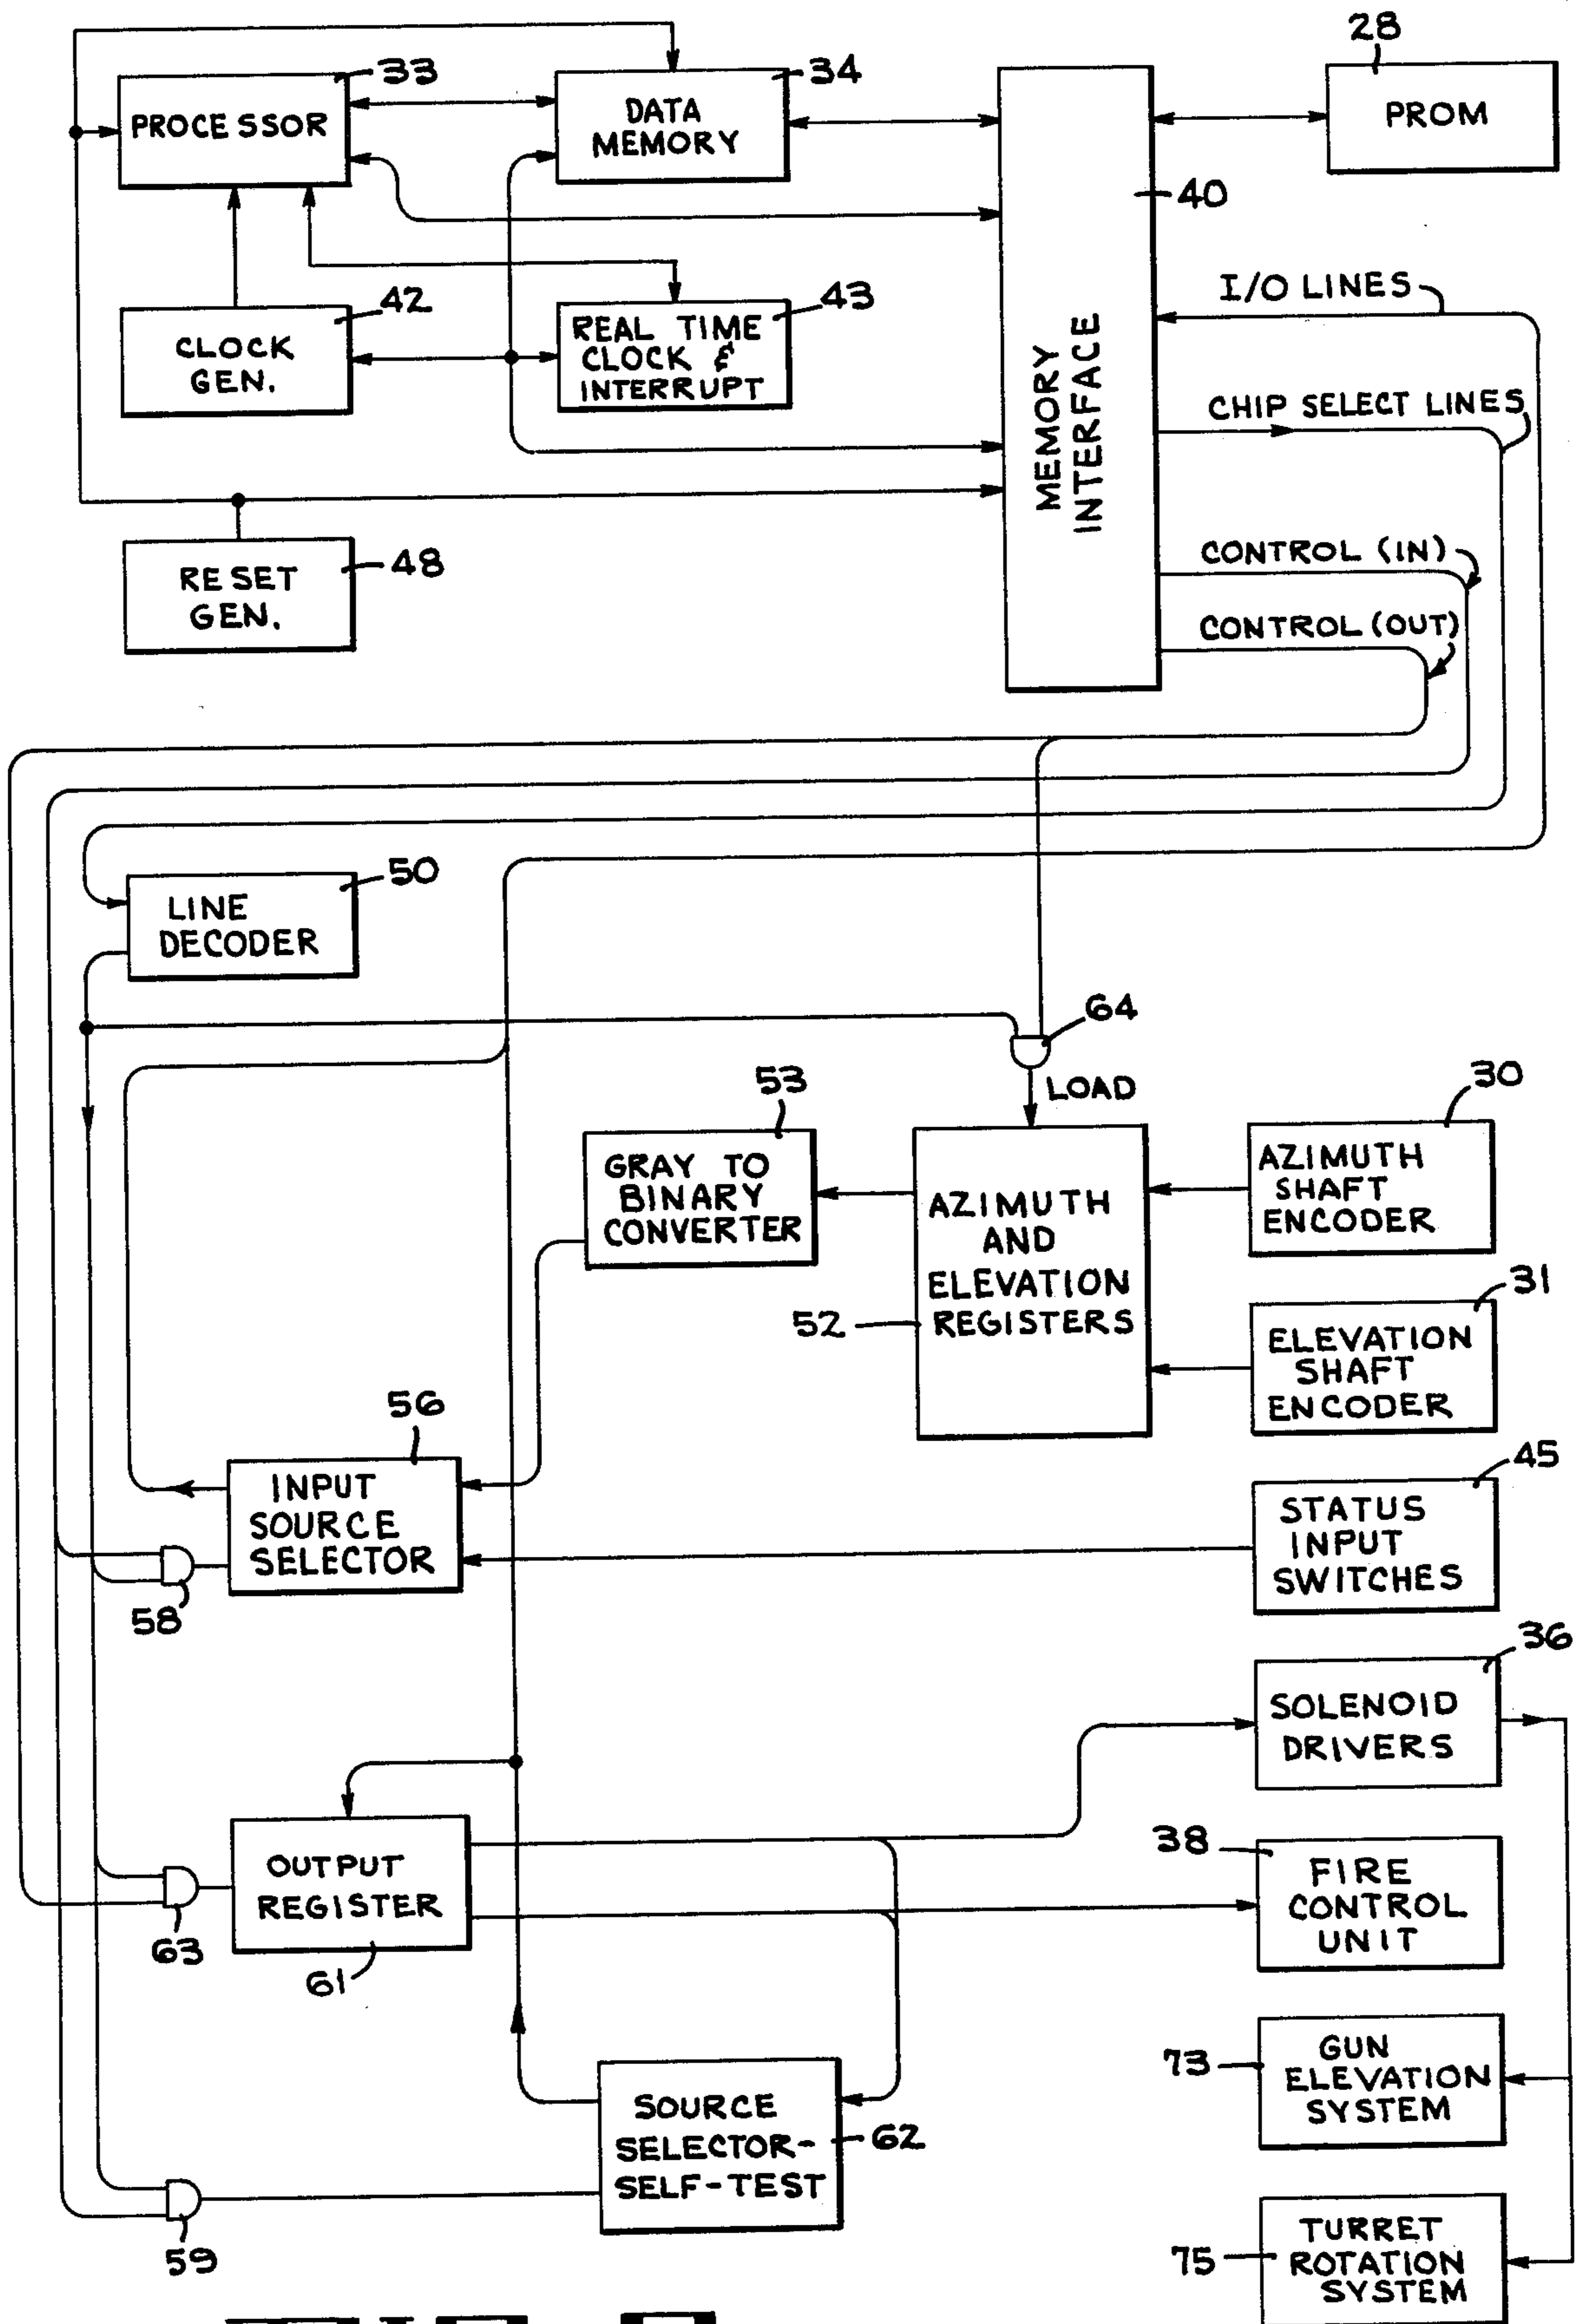 28
33
34
PROCESSOR
DATA
MEMORY
PROM
40
I/O LINES
42
43
CLOCK
GEN.
REAL TIME
CLOCK &
INTERRUPT
MEMORY
INTERFACE
CHIP SELECT LINES
CONTROL (IN)
48
RESET
GEN.
CONTROL (OUT)
50
LINE
DECODER
64
LOAD
53
30
GRAY TO
BINARY
CONVERTER
AZIMUTH
AND
ELEVATION
REGISTERS
52
AZIMUTH
SHAFT
ENCODER
31
ELEVATION
SHAFT
ENCODER
56
INPUT
SOURCE
SELECTOR
45
STATUS
INPUT
SWITCHES
58
36
SOLENOID
DRIVERS
OUTPUT
REGISTER
38
FIRE
CONTROL
UNIT
63
61
73
GUN
ELEVATION
SYSTEM
SOURCE
SELECTOR-
SELF-TEST
62
59
75
TURRET
ROTATION
SYSTEM